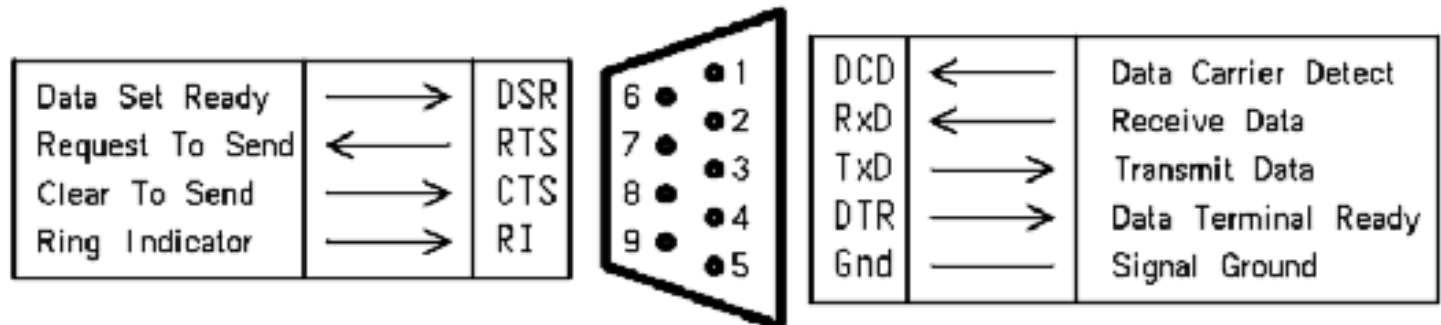 Data Set Ready DSR
Request To Send RTS
Clear To Send CTS
Ring Indicator RI
6
7
8
9
1
2
3
4
5
DCD Data Carrier Detect
RxD Receive Data
TxD Transmit Data
DTR Data Terminal Ready
Gnd Signal Ground